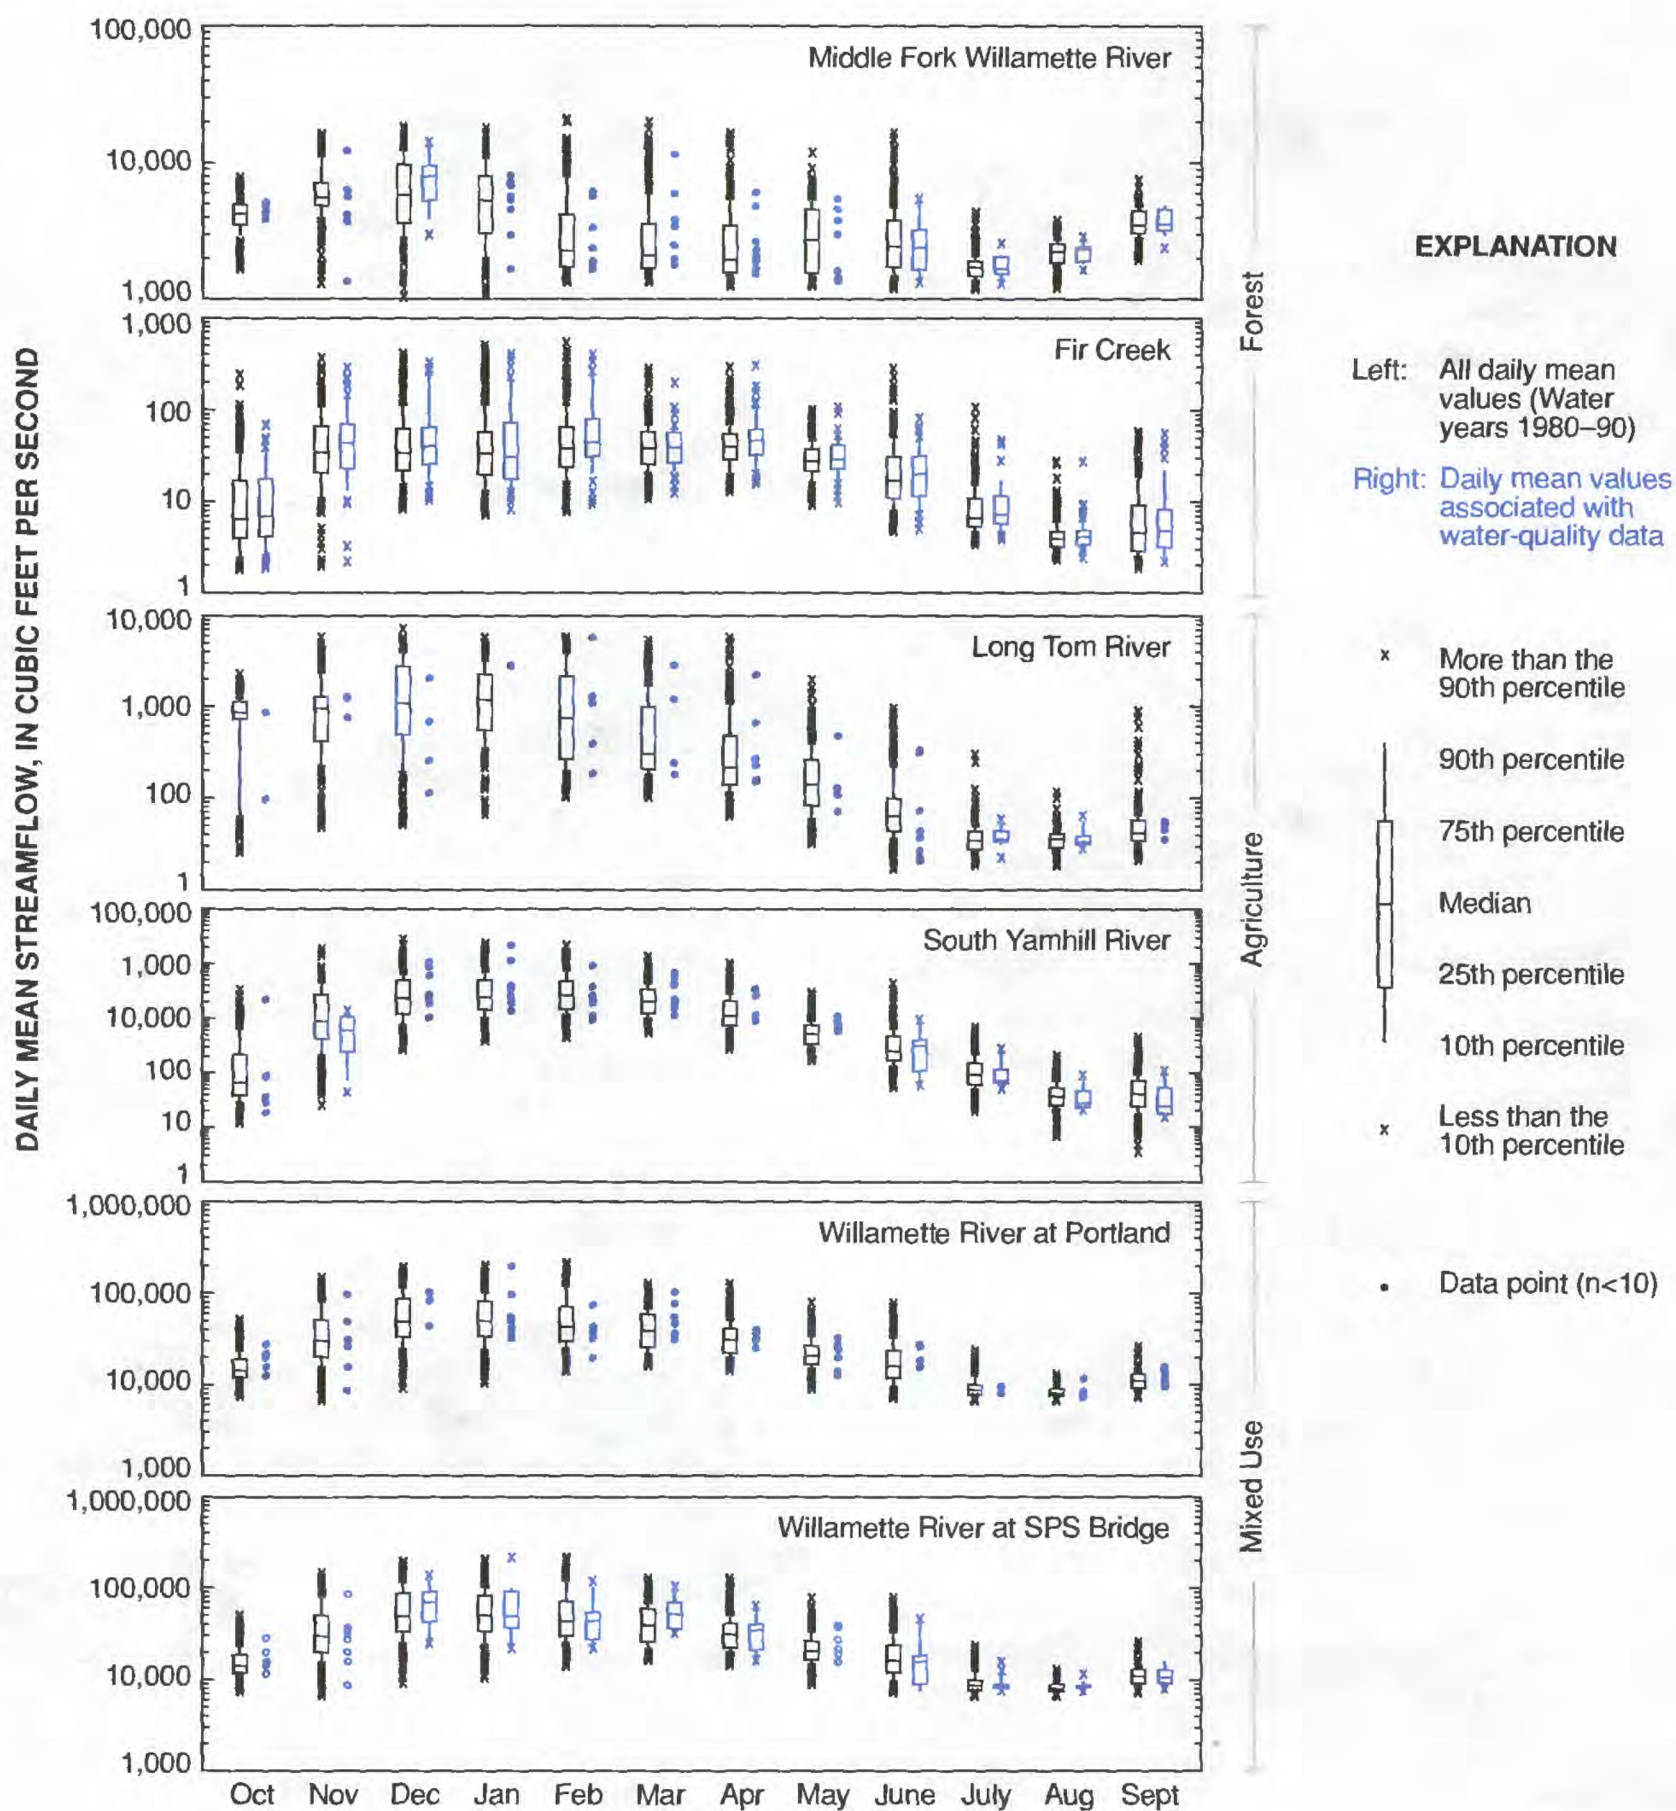 DAILY MEAN STREAMFLOW, IN CUBIC FEET PER SECOND
100,000
10,000
1,000
Middle Fork Willamette River
1,000
100
10
1
Fir Creek
Forest
10,000
1,000
100
1
Long Tom River
100,000
1,000
10,000
100
10
1
South Yamhill River
Agriculture
1,000,000
100,000
10,000
1,000
Willamette River at Portland
1,000,000
100,000
10,000
1,000
Willamette River at SPS Bridge
Mixed Use
Oct Nov Dec Jan Feb Mar Apr May June July Aug Sept
EXPLANATION
Left: All daily mean
values (Water
years 1980–90)
Right: Daily mean values
associated with
water-quality data
x More than the
90th percentile
90th percentile
75th percentile
Median
25th percentile
10th percentile
x Less than the
10th percentile
• Data point (n<10)